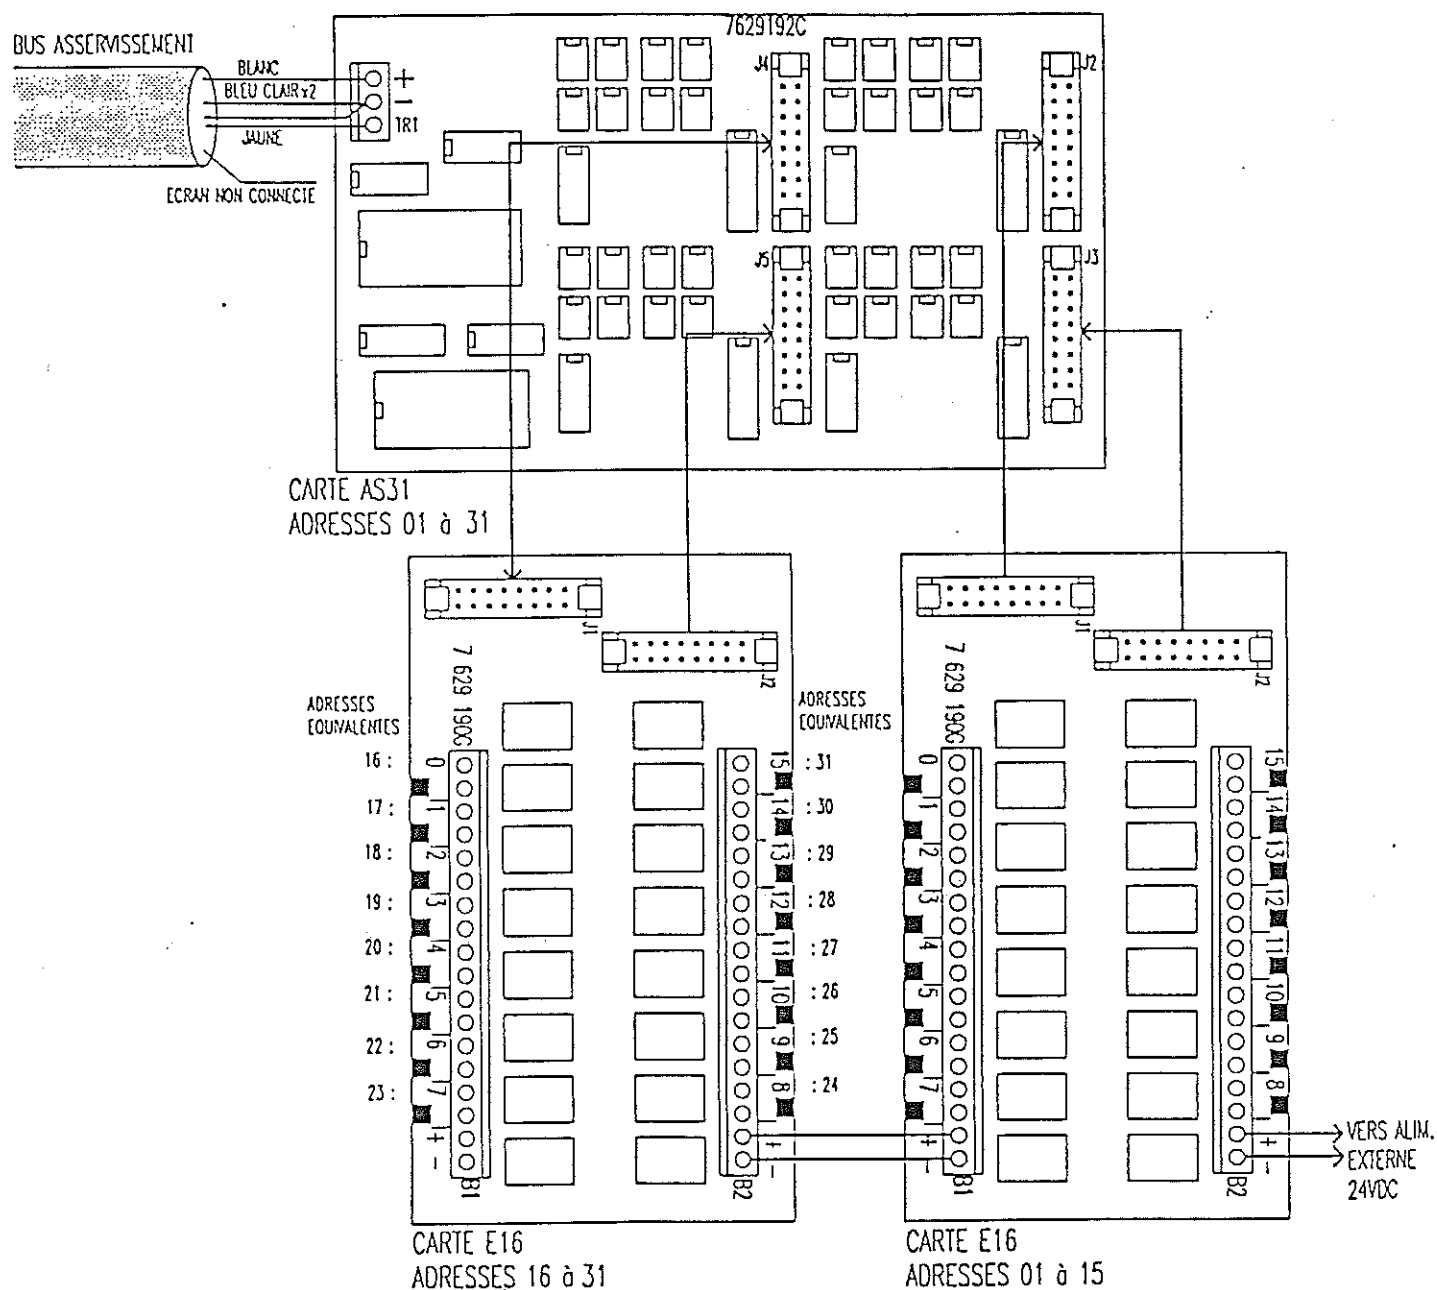 7629192C
BUS ASSERVISSEMENT
BLANC
BLEU CLAIR x2
JAUNE
ECRAN NON CONNECTE
+
-
TR1
J4
J2
J5
J3
CARTE AS31
ADRESSES 01 à 31
J1
J2
7 629 190G
ADRESSES
EQUIVALENTES
16 :
17 :
18 :
19 :
20 :
21 :
22 :
23 :
0
1
2
3
4
5
6
7
+
-
B1
15
14
13
12
11
10
9
8
+
-
B2
ADRESSES
EQUIVALENTES
: 31
: 30
: 29
: 28
: 27
: 26
: 25
: 24
CARTE E16
ADRESSES 16 à 31
J1
J2
7 629 190G
0
1
2
3
4
5
6
7
+
-
B1
15
14
13
12
11
10
9
8
+
-
B2
VERS ALIM.
EXTERNE
24VDC
CARTE E16
ADRESSES 01 à 15